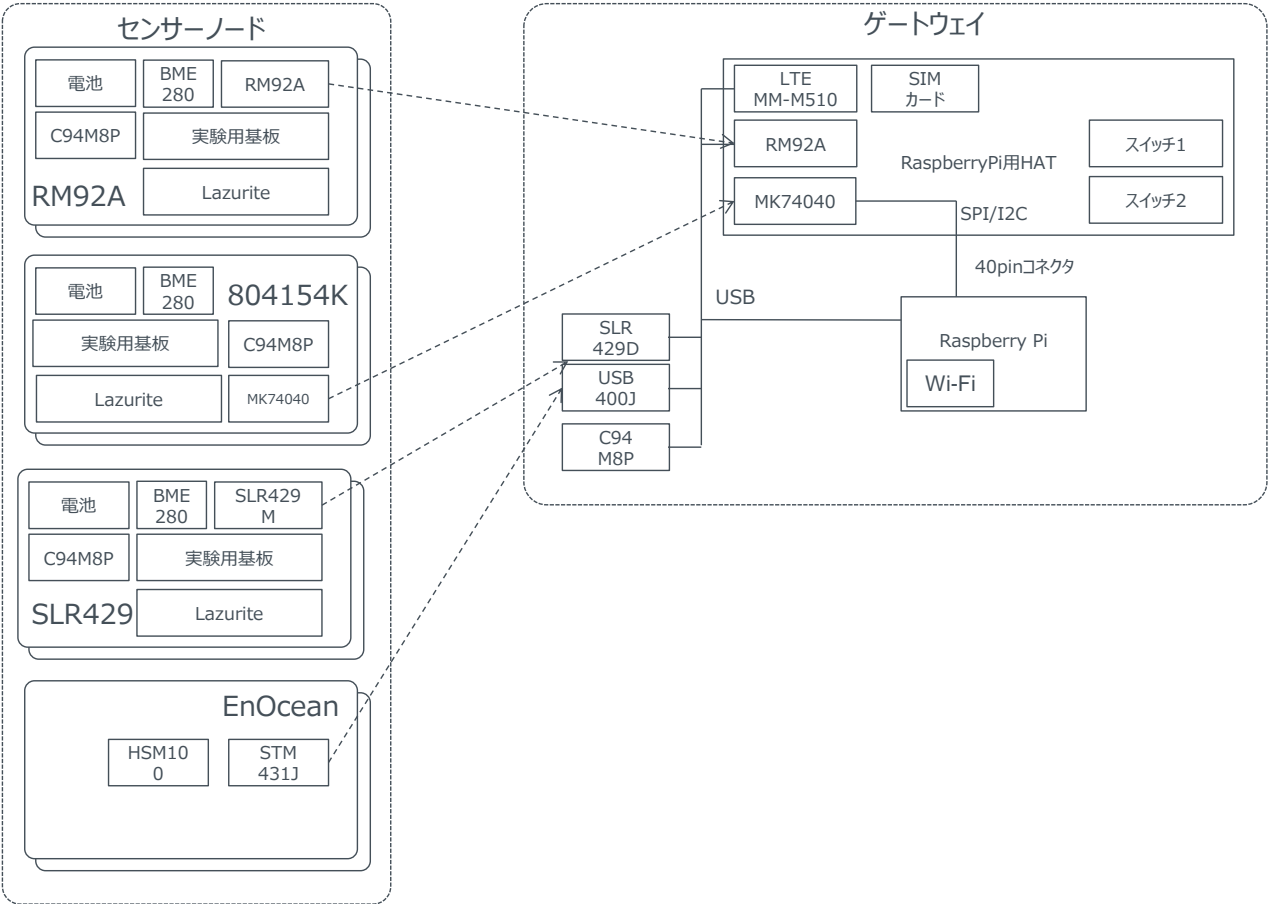 センサーノード
電池
BME
280
RM92A
C94M8P
実験用基板
RM92A
Lazurite
電池
BME
280
804154K
実験用基板
C94M8P
Lazurite
MK74040
電池
BME
280
SLR429
M
C94M8P
実験用基板
SLR429
Lazurite
EnOcean
HSM10
0
STM
431J
ゲートウェイ
LTE
MM-M510
SIM
カード
RM92A
RaspberryPi用HAT
スイッチ1
MK74040
スイッチ2
SPI/I2C
40pinコネクタ
USB
SLR
429D
USB
400J
C94
M8P
Raspberry Pi
Wi-Fi